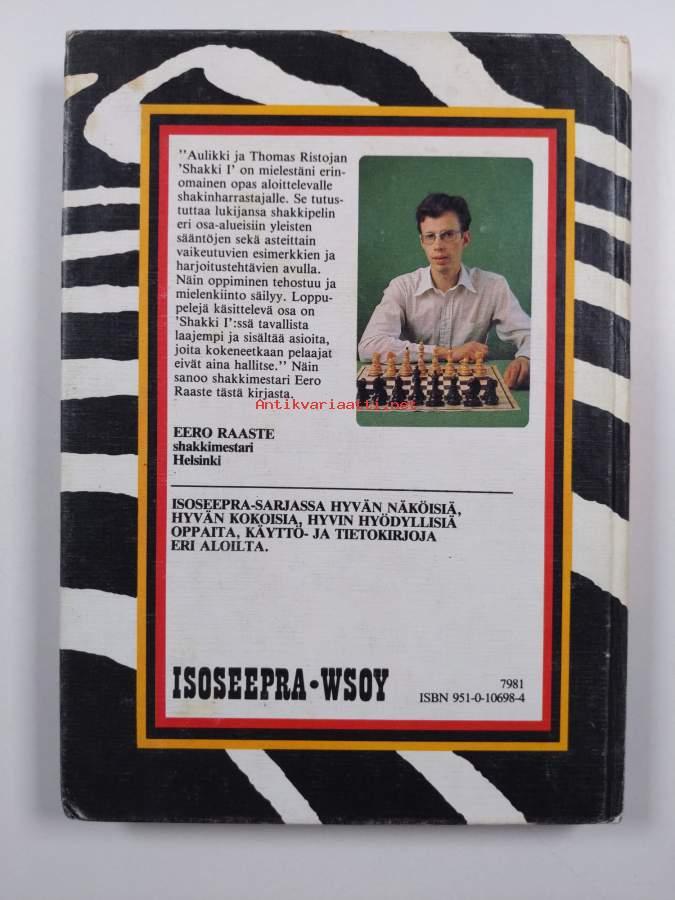 "Aulikki ja Thomas Ristojan
'Shakki I' on mielestäni erin-
omainen opas aloittelevalle
shakinharrastajalle. Se tutus-
tuttaa lukijansa shakkipelin
eri osa-alueisiin yleisten
sääntöjen sekä asteittain
vaikeutuvien esimerkkien ja
harjoitustehtävien avulla.
Näin oppiminen tehostuu ja
mielenkiinto säilyy. Loppu-
pelejä käsittelevä osa on
'Shakki I':ssä tavallista
laajempi ja sisältää asioita,
joita kokeneetkaan pelaajat
eivät aina hallitse." Näin
sanoo shakkimestari Eero
Raaste tästä kirjasta.
Antikvariaatti.net
EERO RAASTE
shakkimestari
Helsinki
ISOSEEPRA-SARJASSA HYVÄN NÄKÖISIÄ,
HYVÄN KOKOISIA, HYVIN HYÖDYLLISIÄ
OPPAITA, KÄYTTÖ- JA TIETOKIRJOJA
ERI ALOILTA.
ISOSEEPRA·WSOY
7981
ISBN 951-0-10698-4